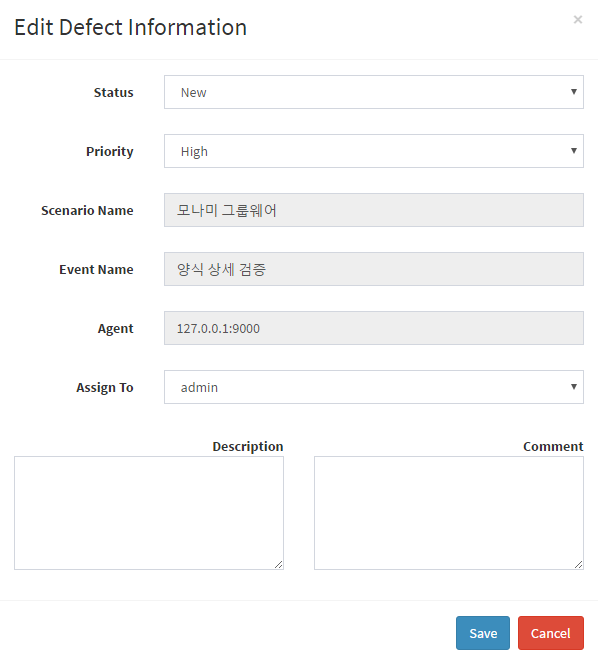 Edit Defect Information
×
Status
New
Priority
High
Scenario Name
모나미 그룹웨어
Event Name
양식 상세 검증
Agent
127.0.0.1:9000
Assign To
admin
Description
Comment
Save
Cancel